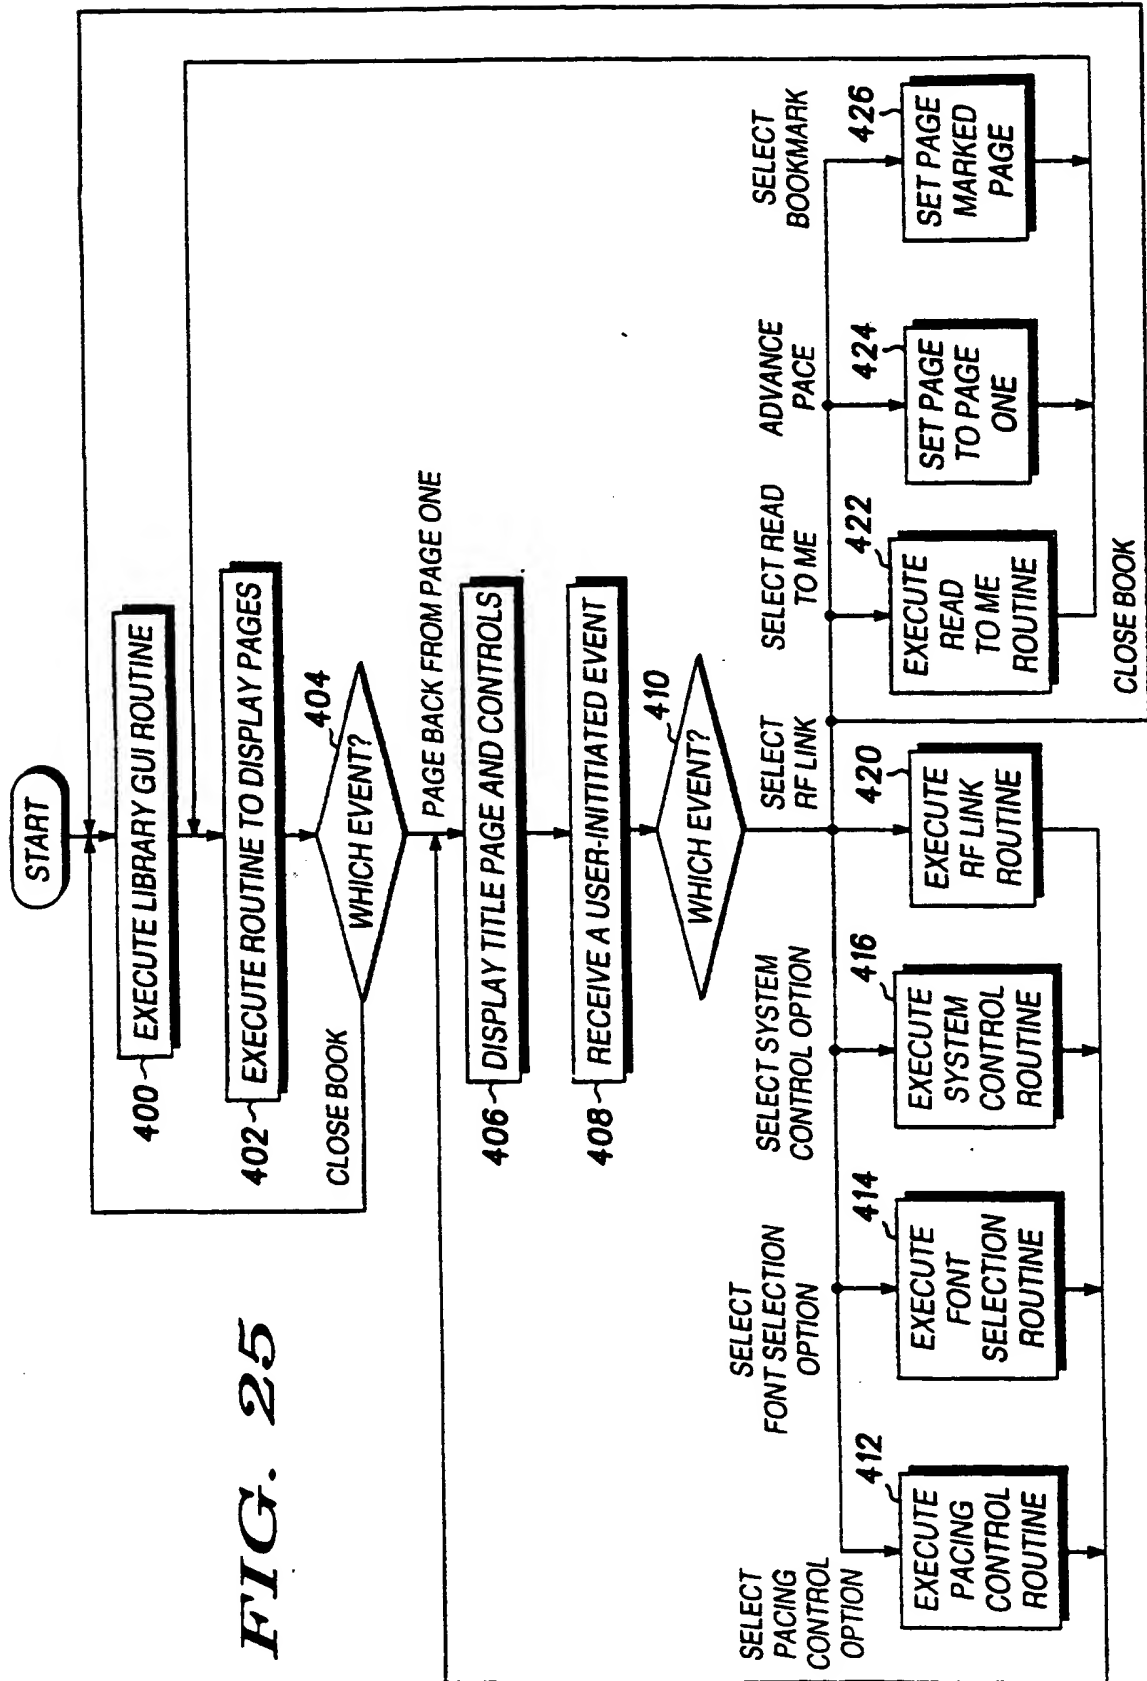 FIG. 25
START
400
EXECUTE LIBRARY GUI ROUTINE
402
EXECUTE ROUTINE TO DISPLAY PAGES
404
WHICH EVENT?
CLOSE BOOK
PAGE BACK FROM PAGE ONE
406
DISPLAY TITLE PAGE AND CONTROLS
408
RECEIVE A USER-INITIATED EVENT
410
WHICH EVENT?
SELECT
PACING
CONTROL
OPTION
SELECT
FONT SELECTION
OPTION
SELECT SYSTEM
CONTROL OPTION
SELECT
RF LINK
SELECT READ
TO ME
ADVANCE
PACE
SELECT
BOOKMARK
412
EXECUTE
PACING
CONTROL
ROUTINE
414
EXECUTE
FONT
SELECTION
ROUTINE
416
EXECUTE
SYSTEM
CONTROL
ROUTINE
420
EXECUTE
RF LINK
ROUTINE
422
EXECUTE
READ
TO ME
ROUTINE
424
SET PAGE
TO PAGE
ONE
426
SET PAGE
MARKED
PAGE
CLOSE BOOK